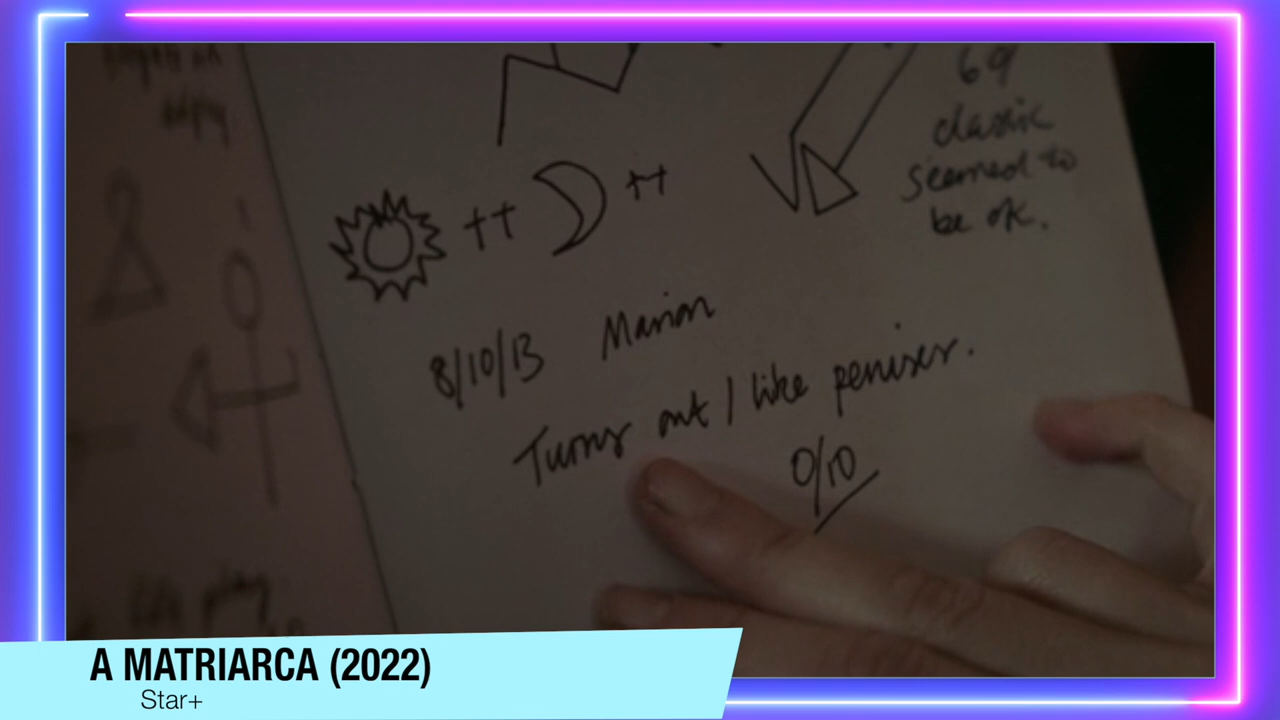 69
classic
seemed to
be ok.
++ ++
8/10/13 Marion
Turns out I like penises.
0/10
A MATRIARCA (2022)
Star+